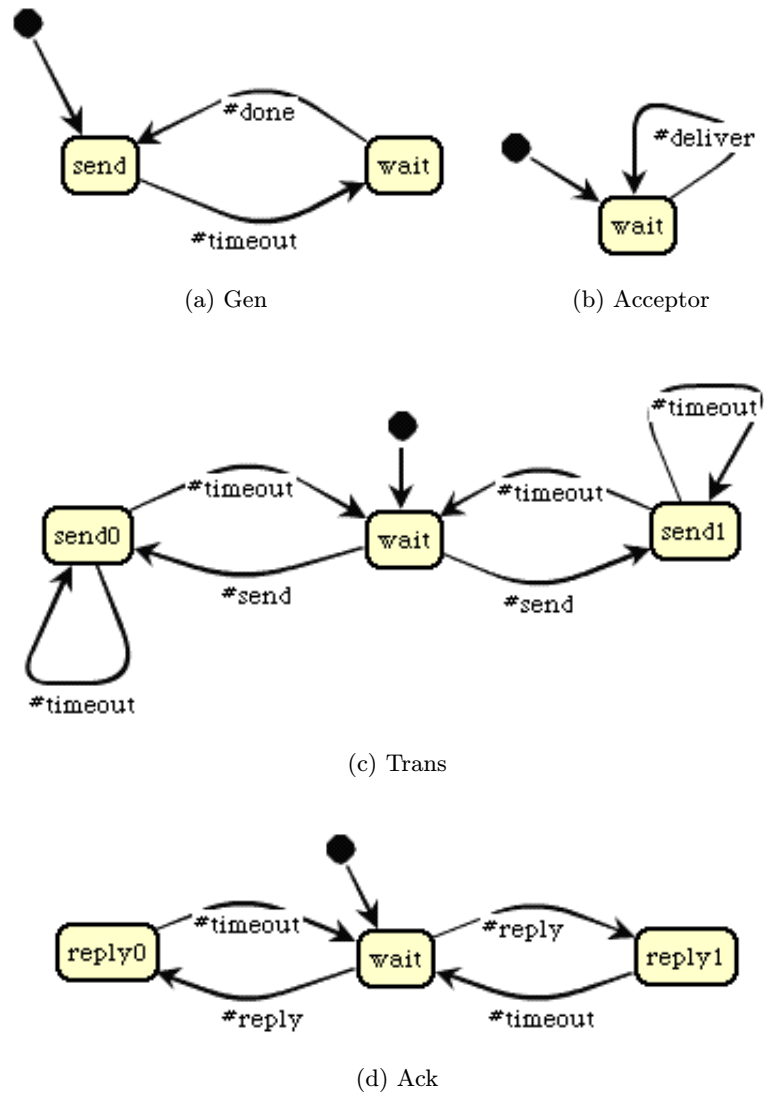 #done
send
wait
#timeout
(a) Gen
#deliver
wait
(b) Acceptor
#timeout
#timeout
#timeout
send0
wait
send1
#send
#send
#timeout
(c) Trans
#timeout
#reply
reply0
wait
reply1
#reply
#timeout
(d) Ack